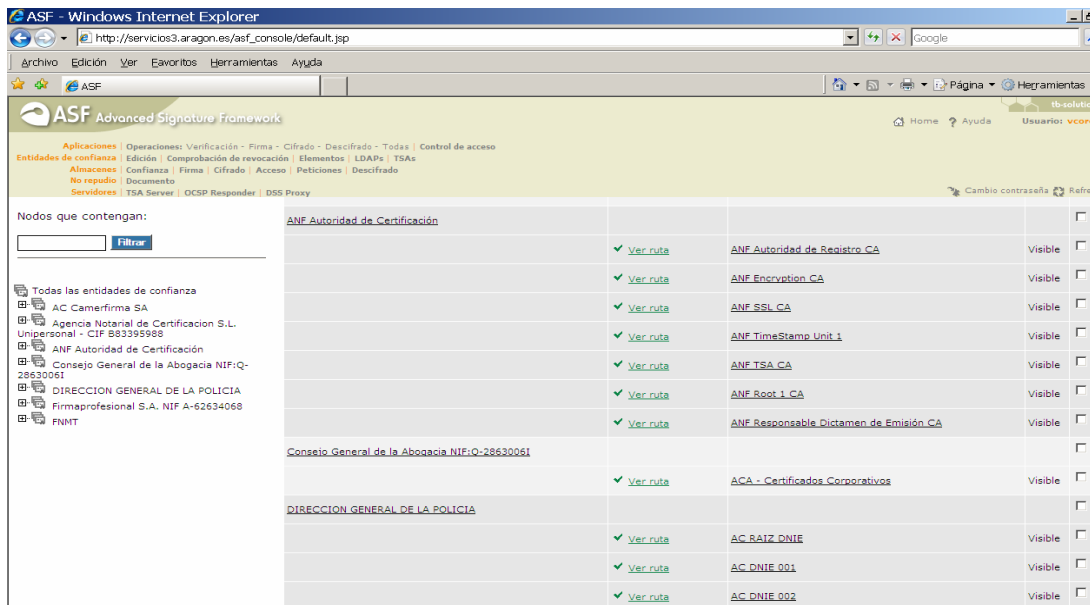 ASF - Windows Internet Explorer
http://servicios3.aragon.es/asf_console/default.jsp
Google
Archivo Edición Ver Favoritos Herramientas Ayuda
ASF
Página
Herramientas
ASF Advanced Signature Framework
Home
? Ayuda
Usuario:
Aplicaciones | Operaciones: Verificación - Firma - Cifrado - Descifrado - Todas | Control de acceso
Entidades de confianza | Edición | Comprobación de revocación | Elementos | LDAPs | TSAs
Almacenes | Confianza | Firma | Cifrado | Acceso | Peticiones | Descifrado
No repudio | Documento
Servidores | TSA Server | OCSP Responder | DSS Proxy
Cambio contraseña
Nodos que contengan:
Filtrar
Todas las entidades de confianza
AC Camerfirma SA
Agencia Notarial de Certificacion S.L.
Unipersonal - CIF B83395988
ANF Autoridad de Certificación
Consejo General de la Abogacia NIF:Q-
2863006I
DIRECCION GENERAL DE LA POLICIA
Firmaprofesional S.A. NIF A-62634068
FNMT
ANF Autoridad de Certificación
Ver ruta ANF Autoridad de Registro CA Visible
Ver ruta ANF Encryption CA Visible
Ver ruta ANF SSL CA Visible
Ver ruta ANF TimeStamp Unit 1 Visible
Ver ruta ANF TSA CA Visible
Ver ruta ANF Root 1 CA Visible
Ver ruta ANF Responsable Dictamen de Emisión CA Visible
Consejo General de la Abogacia NIF:Q-2863006I
Ver ruta ACA - Certificados Corporativos Visible
DIRECCION GENERAL DE LA POLICIA
Ver ruta AC RAIZ DNIE Visible
Ver ruta AC DNIE 001 Visible
Ver ruta AC DNIE 002 Visible